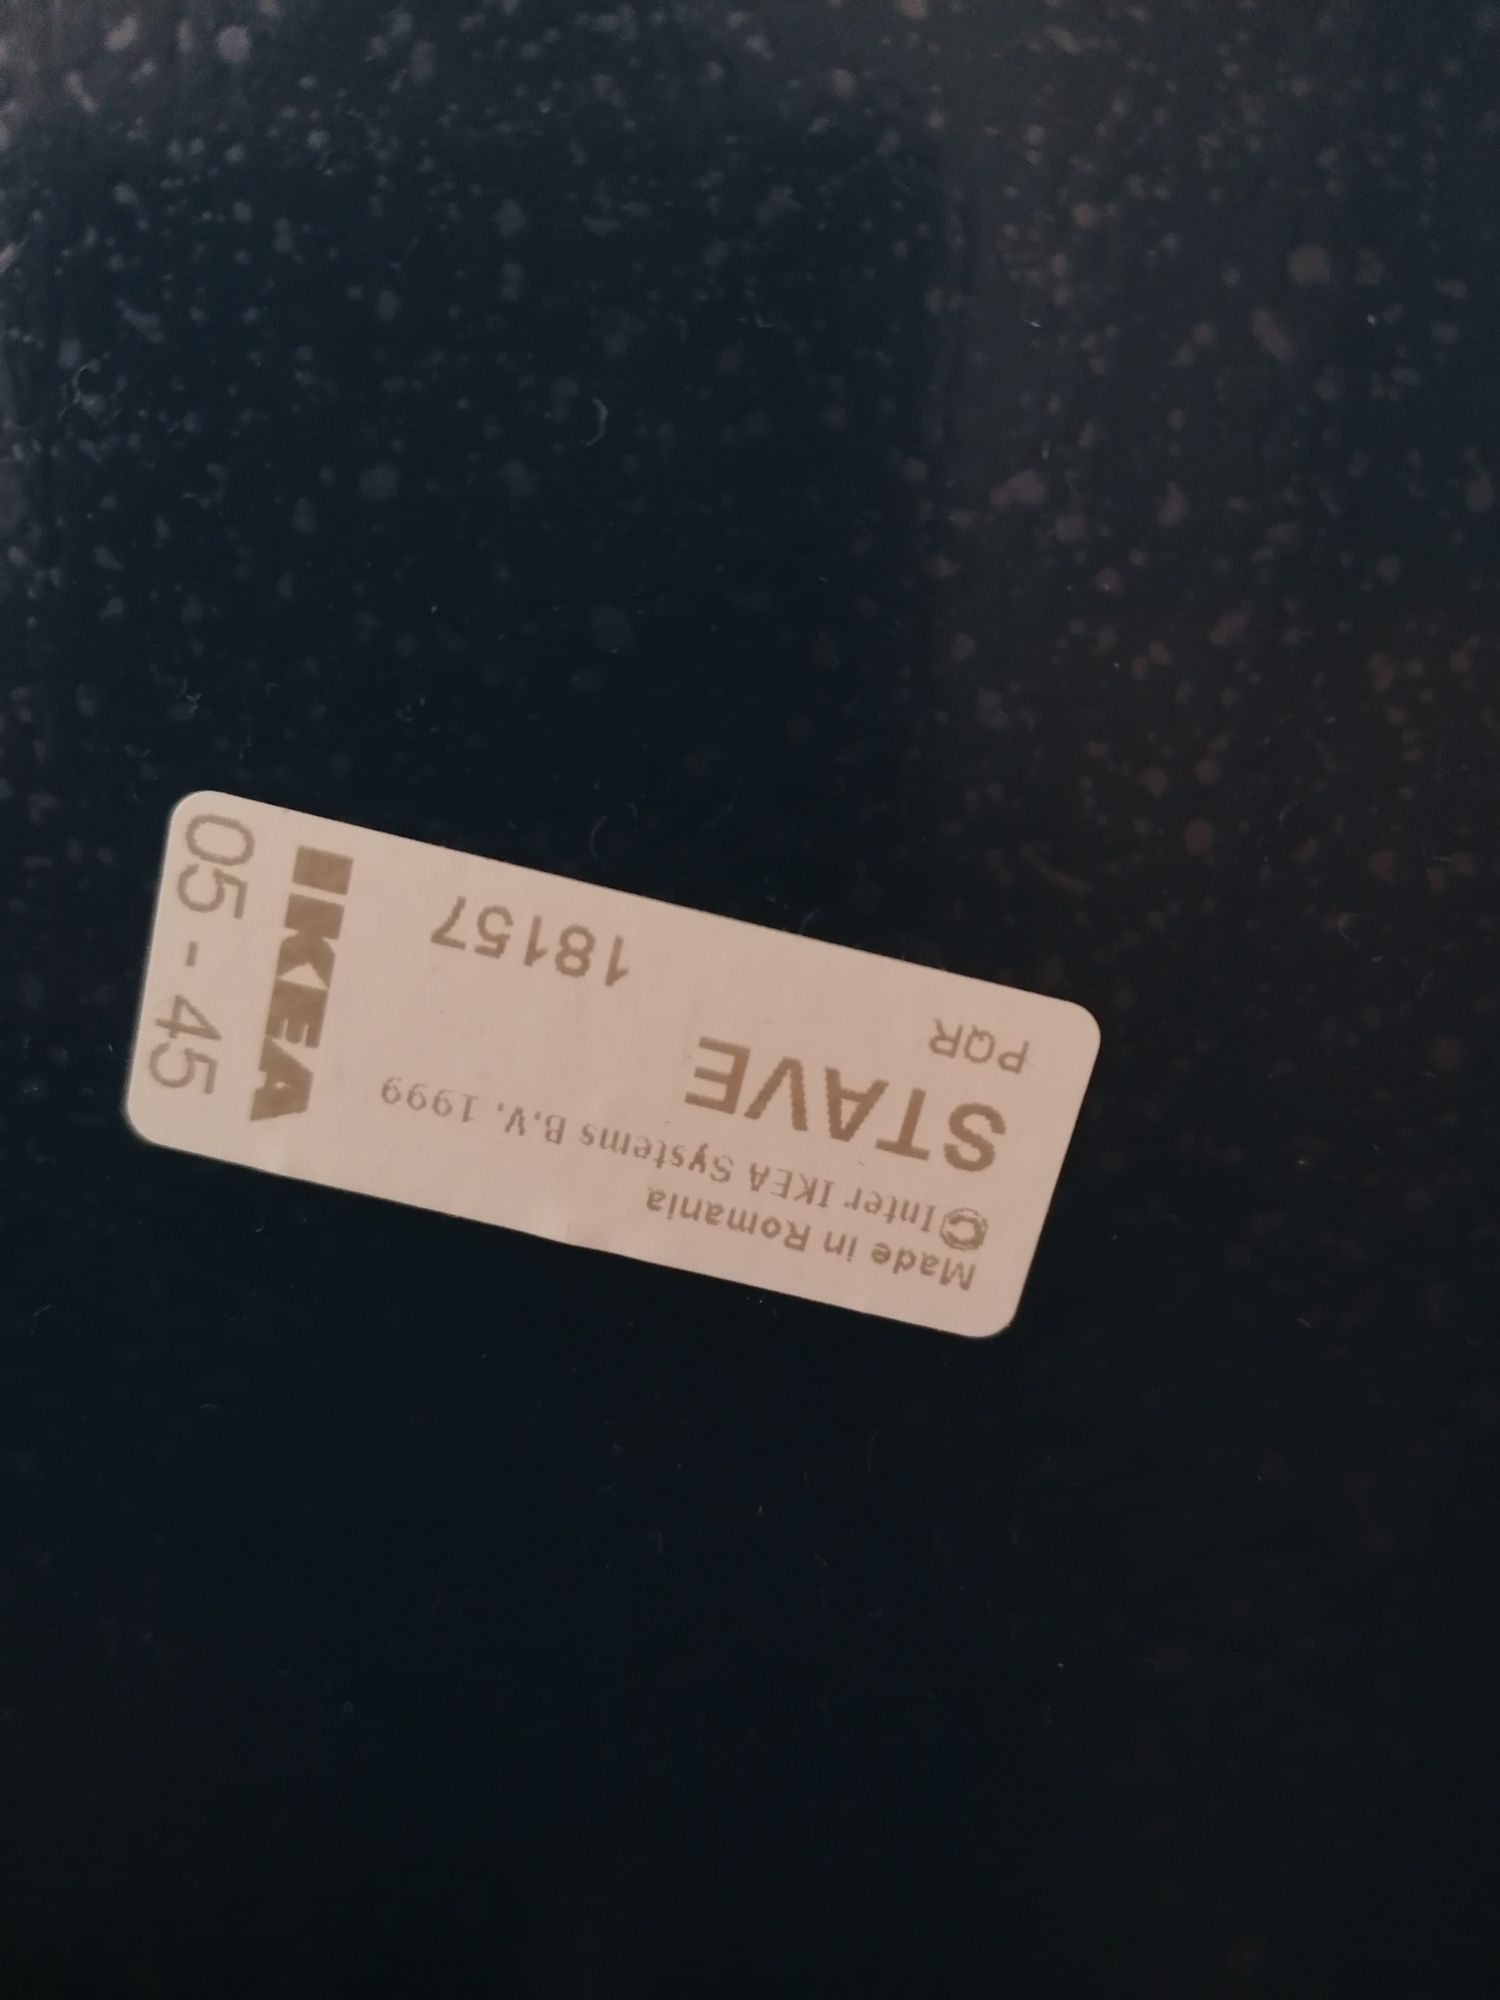 Made in Romania
©Inter IKEA Systems B.V. 1999
STAVE
PQR
18157
IKEA
05 - 45